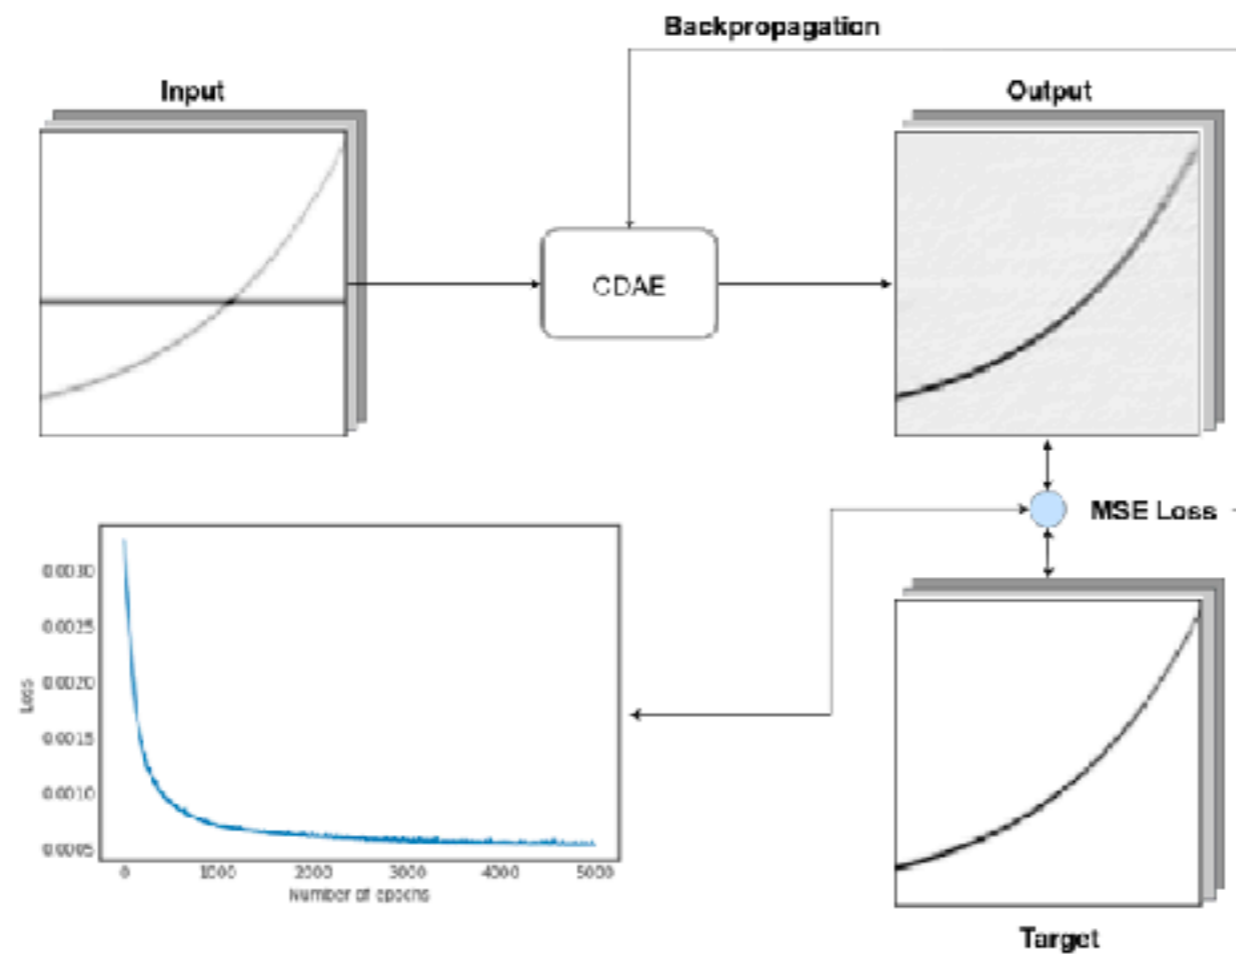 Backpropagation
Input
Output
CDAE
MSE Loss
0.0030
0.0025
0.0020
0.0015
0.0010
0.0005
Loss
0 1000 2000 3000 4000 5000
Number of epochs
Target